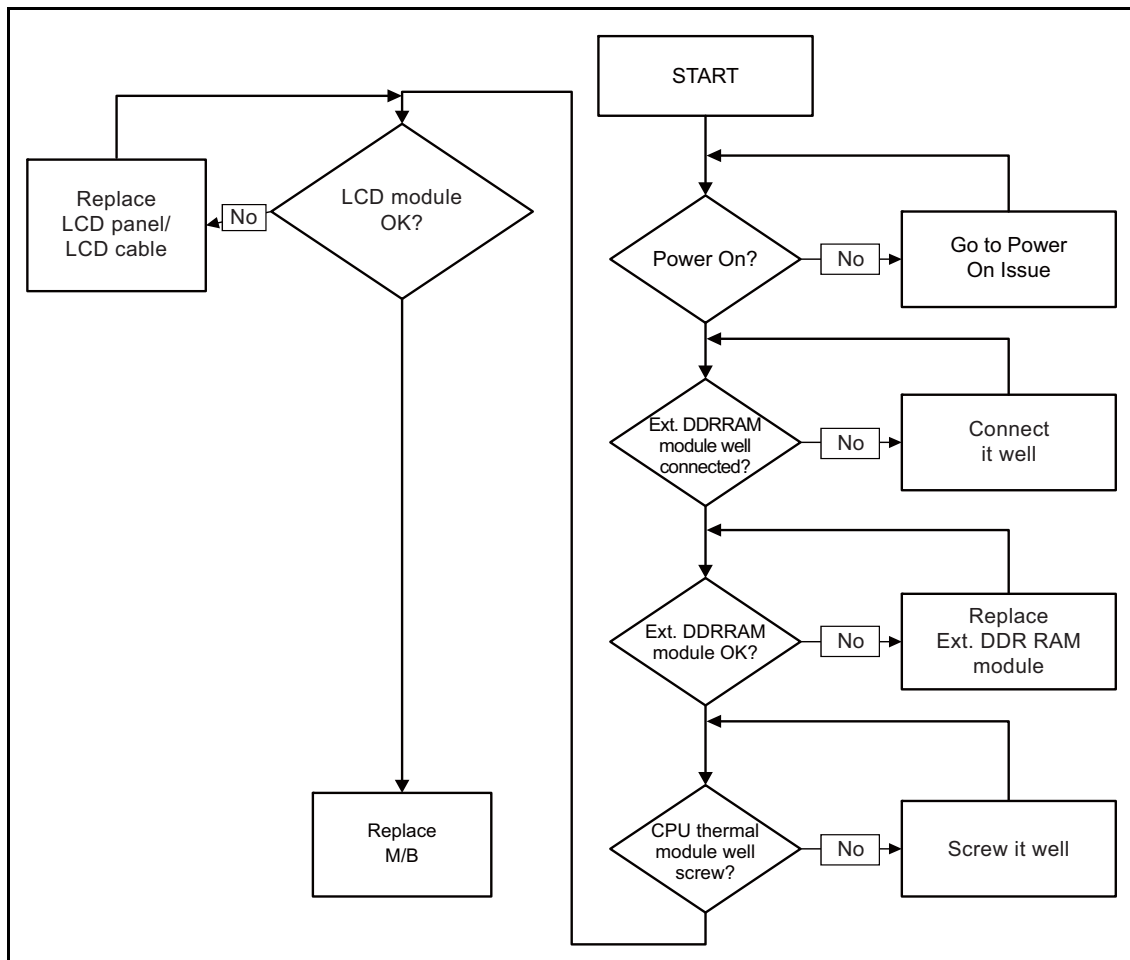 START
Power On?
No
Go to Power
On Issue
Ext. DDRRAM
module well
connected?
No
Connect
it well
Ext. DDRRAM
module OK?
No
Replace
Ext. DDR RAM
module
CPU thermal
module well
screw?
No
Screw it well
LCD module
OK?
No
Replace
LCD panel/
LCD cable
Replace
M/B